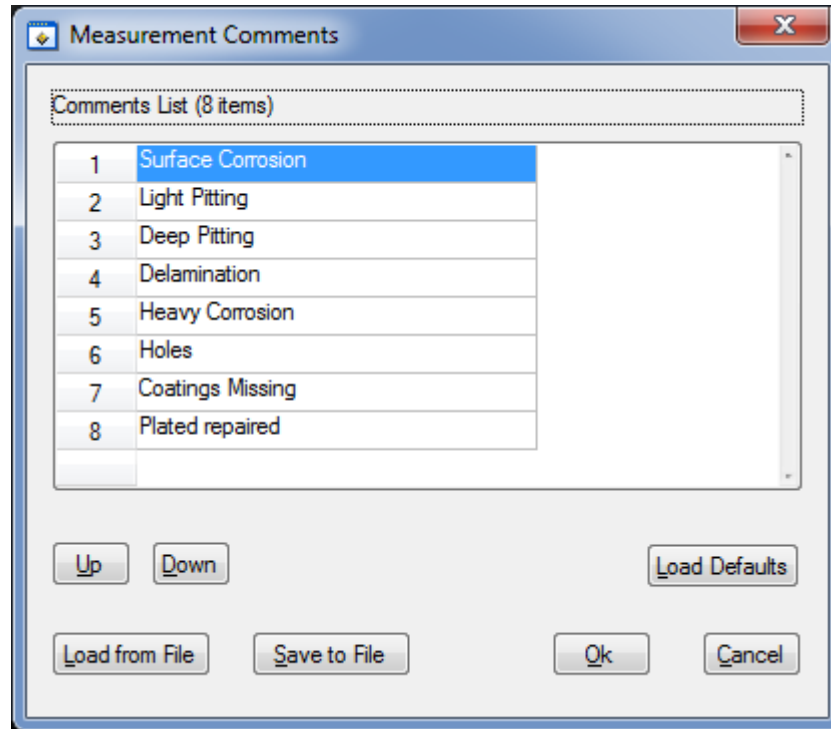 Measurement Comments
Comments List (8 items)
1 Surface Corrosion
2 Light Pitting
3 Deep Pitting
4 Delamination
5 Heavy Corrosion
6 Holes
7 Coatings Missing
8 Plated repaired
Up Down Load Defaults
Load from File Save to File Ok Cancel